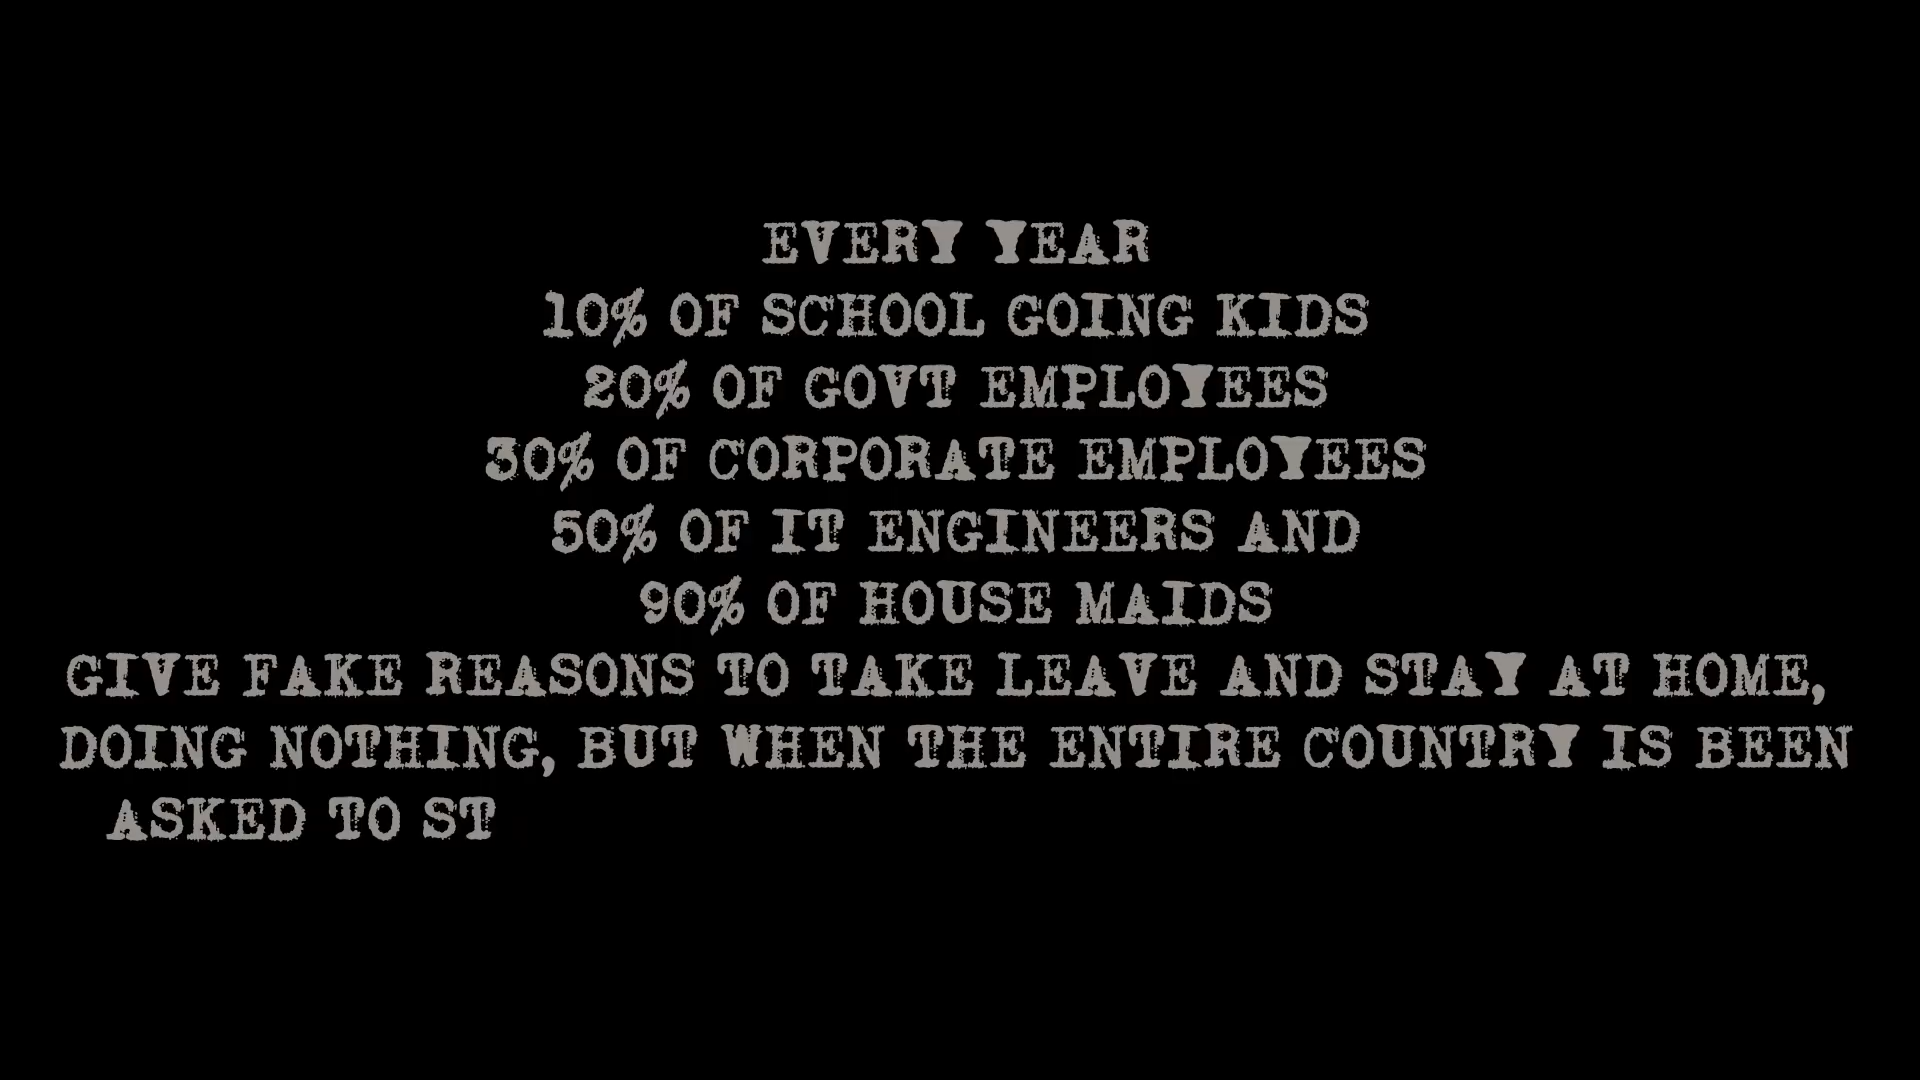 EVERY YEAR
10% OF SCHOOL GOING KIDS
20% OF GOVT EMPLOYEES
30% OF CORPORATE EMPLOYEES
50% OF IT ENGINEERS AND
90% OF HOUSE MAIDS
GIVE FAKE REASONS TO TAKE LEAVE AND STAY AT HOME,
DOING NOTHING, BUT WHEN THE ENTIRE COUNTRY IS BEEN
ASKED TO ST